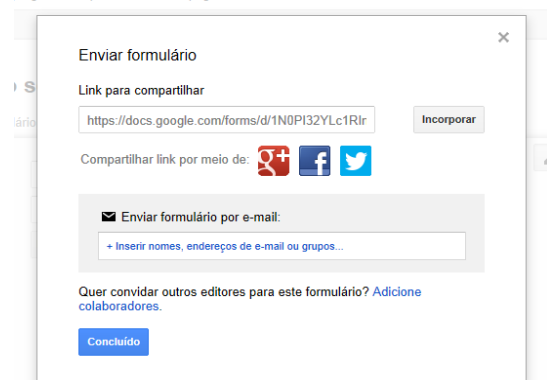 Enviar formulário
Link para compartilhar
https://docs.google.com/forms/d/1N0PI32YLc1RIr
Incorporar
Compartilhar link por meio de:
Enviar formulário por e-mail:
+ Inserir nomes, endereços de e-mail ou grupos...
Quer convidar outros editores para este formulário? Adicione
colaboradores.
Concluído